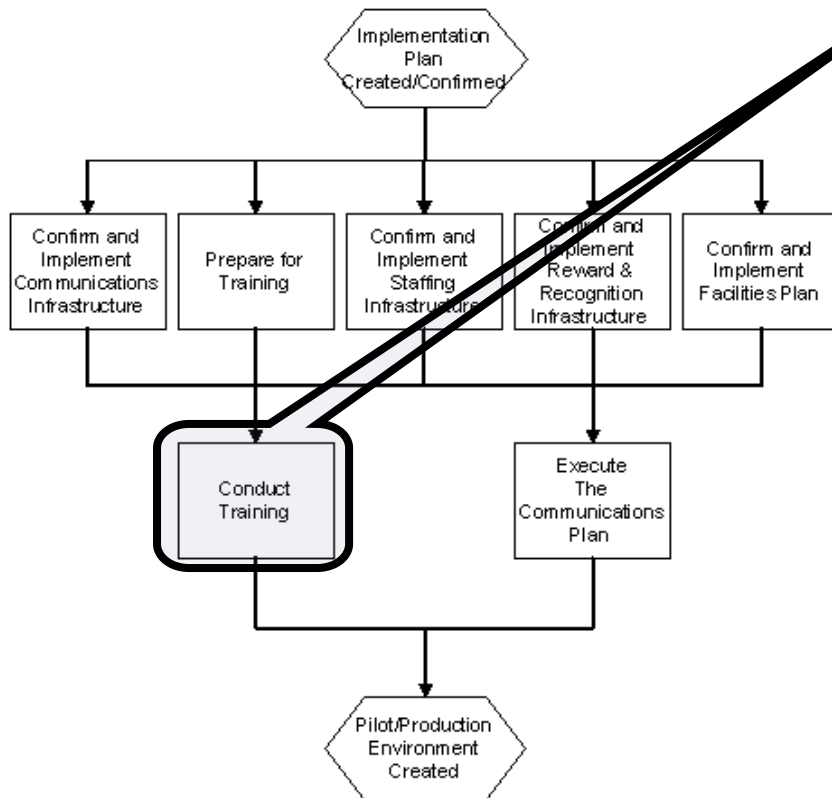 Implementation
Plan
Created/Confirmed
Confirm and
Implement
Communications
Infrastructure
Prepare for
Training
Confirm and
Implement
Staffing
Infrastructure
Confirm and
Implement
Reward &
Recognition
Infrastructure
Confirm and
Implement
Facilities Plan
Conduct
Training
Execute
The
Communications
Plan
Pilot/Production
Environment
Created